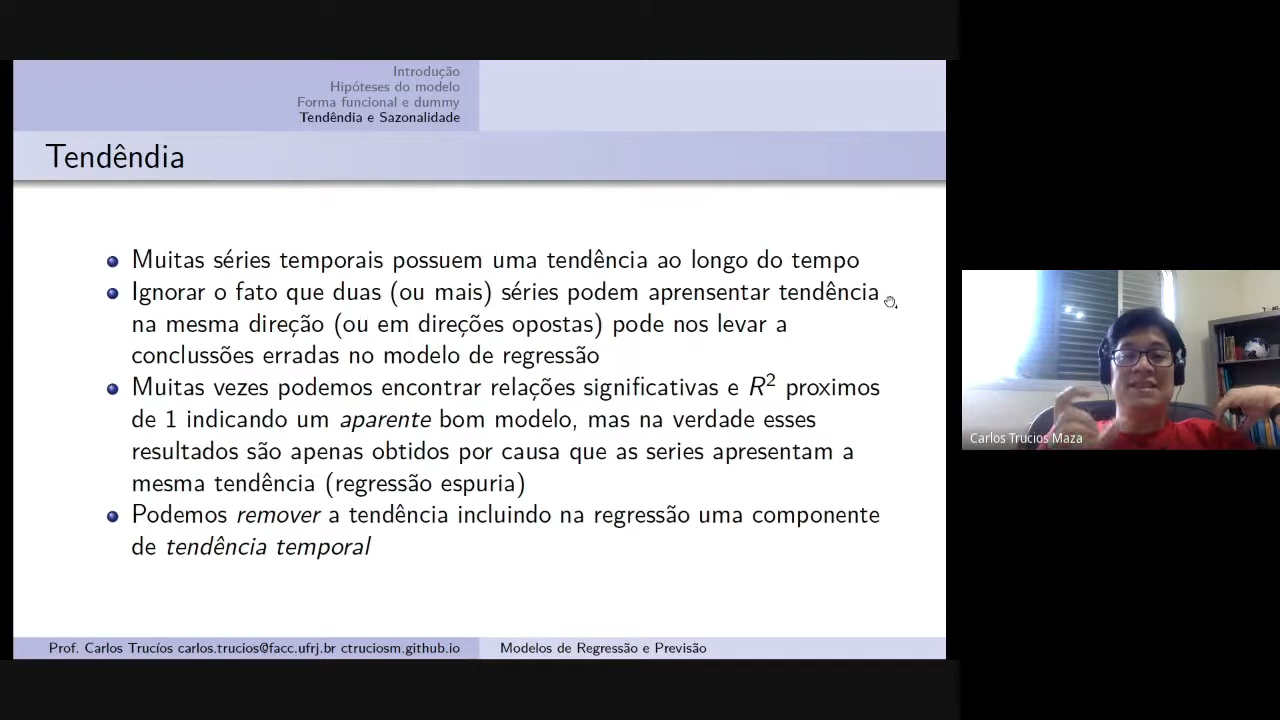 Introdução
Hipóteses do modelo
Forma funcional e dummy
Tendêndia e Sazonalidade
Tendêndia
Muitas séries temporais possuem uma tendência ao longo do tempo
Ignorar o fato que duas (ou mais) séries podem aprensentar tendência
na mesma direção (ou em direções opostas) pode nos levar a
conclussões erradas no modelo de regressão
Muitas vezes podemos encontrar relações significativas e R² proximos
de 1 indicando um aparente bom modelo, mas na verdade esses
resultados são apenas obtidos por causa que as series apresentam a
mesma tendência (regressão espuria)
Podemos remover a tendência incluindo na regressão uma componente
de tendência temporal
Carlos Trucios Maza
Prof. Carlos Trucíos carlos.trucios@facc.ufrj.br ctruciosm.github.io
Modelos de Regressão e Previsão